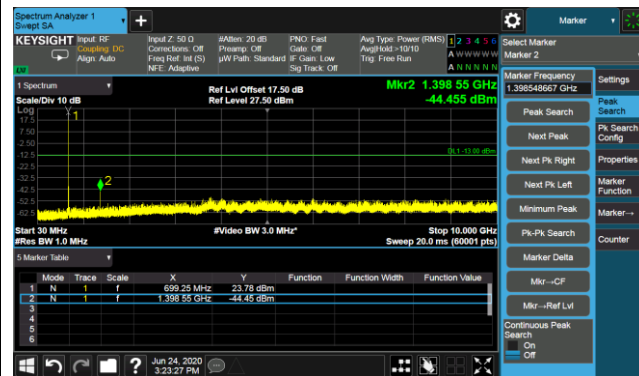 Spectrum Analyzer 1
Swept SA
Marker
KEYSIGHT
Input: RF
Coupling: DC
Align: Auto
Input Z: 50 Ω
Corrections: Off
Freq Ref: Int (S)
NFE: Adaptive
#Atten: 20 dB
Preamp: Off
µW Path: Standard
PNO: Fast
Gate: Off
IF Gain: Low
Sig Track: Off
Avg Type: Power (RMS)
Avg|Hold:>10/10
Trig: Free Run
1 2 3 4 5 6
A W W W W W
A N N N N N
Select Marker
Marker 2
1 Spectrum
Scale/Div 10 dB
Log
Ref Lvl Offset 17.50 dB
Ref Level 27.50 dBm
Mkr2 1.398 55 GHz
-44.455 dBm
17.5
7.50
-2.50
-12.5
-22.5
-32.5
-42.5
-52.5
-62.5
1
2
DL1 -13.00 dBm
Start 30 MHz
#Res BW 1.0 MHz
#Video BW 3.0 MHz*
Stop 10.000 GHz
Sweep 20.0 ms (60001 pts)
5 Marker Table
Mode Trace Scale X Y Function Function Width Function Value
1 N 1 f 699.25 MHz 23.78 dBm
2 N 1 f 1.398 55 GHz -44.45 dBm
3
4
5
6
Jun 24, 2020
3:23:27 PM
Marker Frequency
1.398548667 GHz
Peak Search
Next Peak
Next Pk Right
Next Pk Left
Minimum Peak
Pk-Pk Search
Marker Delta
Mkr→CF
Mkr→Ref Lvl
Continuous Peak
Search
On
Off
Settings
Peak
Search
Pk Search
Config
Properties
Marker
Function
Marker→
Counter